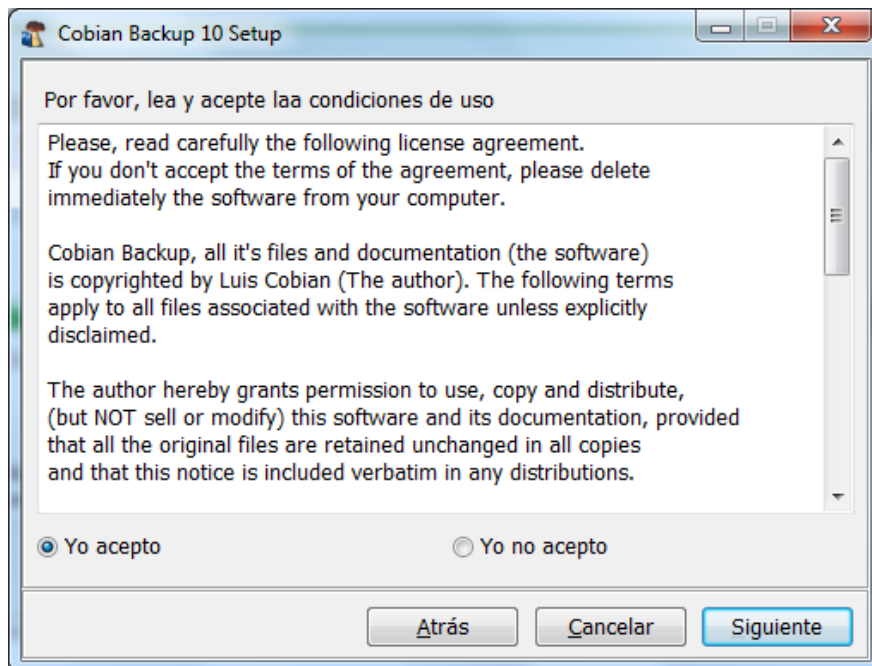 Cobian Backup 10 Setup
Por favor, lea y acepte laa condiciones de uso
Please, read carefully the following license agreement.
If you don't accept the terms of the agreement, please delete
immediately the software from your computer.
Cobian Backup, all it's files and documentation (the software)
is copyrighted by Luis Cobian (The author). The following terms
apply to all files associated with the software unless explicitly
disclaimed.
The author hereby grants permission to use, copy and distribute,
(but NOT sell or modify) this software and its documentation, provided
that all the original files are retained unchanged in all copies
and that this notice is included verbatim in any distributions.
Yo acepto
Yo no acepto
Atrás
Cancelar
Siguiente